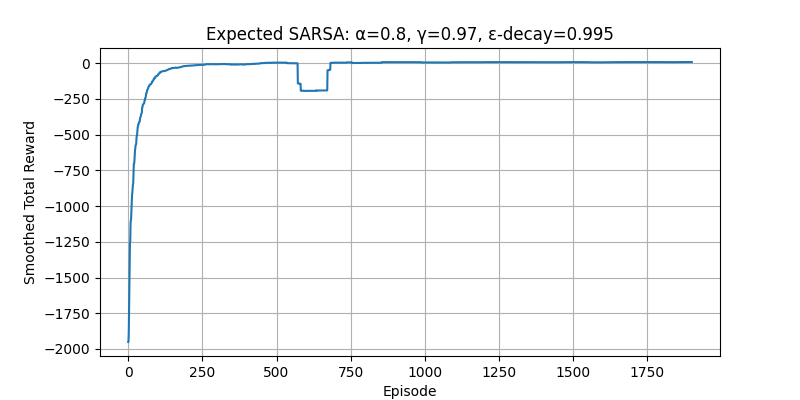 Expected SARSA: α=0.8, γ=0.97, ε-decay=0.995
Smoothed Total Reward
0
−250
−500
−750
−1000
−1250
−1500
−1750
−2000
0 250 500 750 1000 1250 1500 1750
Episode